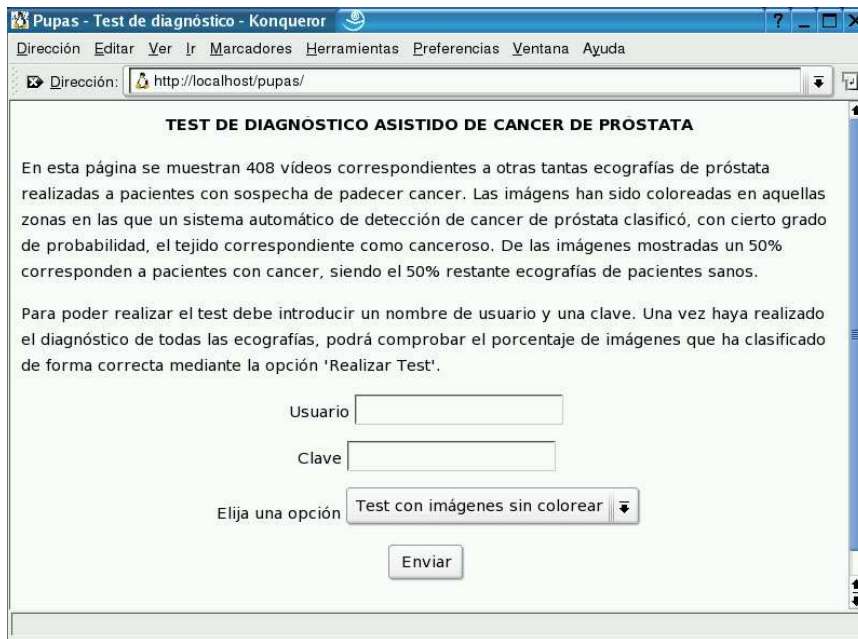 Pupas - Test de diagnóstico - Konqueror
?
Dirección Editar Ver Ir Marcadores Herramientas Preferencias Ventana Ayuda
Dirección: http://localhost/pupas/
TEST DE DIAGNÓSTICO ASISTIDO DE CANCER DE PRÓSTATA
En esta página se muestran 408 vídeos correspondientes a otras tantas ecografías de próstata
realizadas a pacientes con sospecha de padecer cancer. Las imágens han sido coloreadas en aquellas
zonas en las que un sistema automático de detección de cancer de próstata clasificó, con cierto grado
de probabilidad, el tejido correspondiente como canceroso. De las imágenes mostradas un 50%
corresponden a pacientes con cancer, siendo el 50% restante ecografías de pacientes sanos.
Para poder realizar el test debe introducir un nombre de usuario y una clave. Una vez haya realizado
el diagnóstico de todas las ecografías, podrá comprobar el porcentaje de imágenes que ha clasificado
de forma correcta mediante la opción 'Realizar Test'.
Usuario
Clave
Elija una opción Test con imágenes sin colorear
Enviar